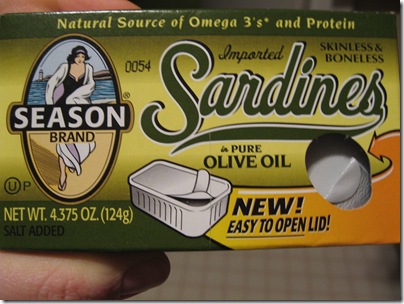 Natural Source of Omega 3's* and Protein
0054
Imported
SKINLESS &
BONELESS
Sardines
in PURE
OLIVE OIL
SEASON®
BRAND
U P
NET WT. 4.375 OZ. (124g)
SALT ADDED
NEW!
EASY TO OPEN LID!